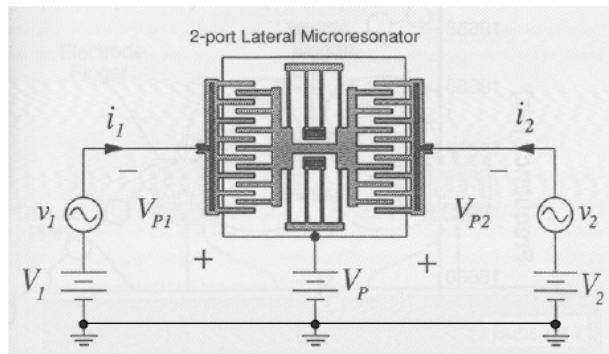 2-port Lateral Microresonator
i1
i2
VP1
VP2
v1
v2
V1
VP
V2